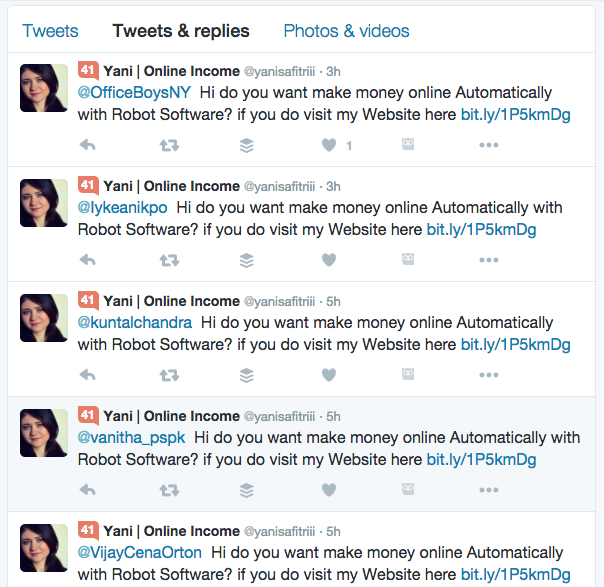 Tweets Tweets & replies Photos & videos
41 Yani | Online Income @yanisafitriii · 3h
@OfficeBoysNY Hi do you want make money online Automatically
with Robot Software? if you do visit my Website here bit.ly/1P5kmDg
1
41 Yani | Online Income @yanisafitriii · 3h
@lykeanikpo Hi do you want make money online Automatically with
Robot Software? if you do visit my Website here bit.ly/1P5kmDg
41 Yani | Online Income @yanisafitriii · 5h
@kuntalchandra Hi do you want make money online Automatically
with Robot Software? if you do visit my Website here bit.ly/1P5kmDg
41 Yani | Online Income @yanisafitriii · 5h
@vanitha_pspk Hi do you want make money online Automatically with
Robot Software? if you do visit my Website here bit.ly/1P5kmDg
41 Yani | Online Income @yanisafitriii · 5h
@VijayCenaOrton Hi do you want make money online Automatically
with Robot Software? if you do visit my Website here bit.ly/1P5kmDg